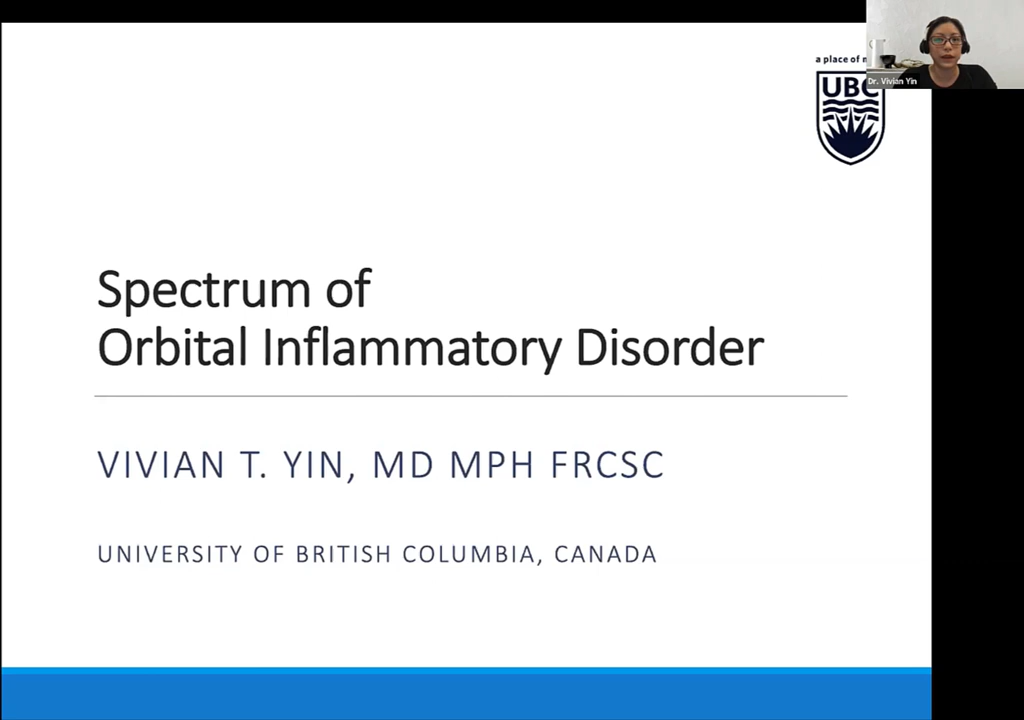 a place of
UBC
Dr. Vivian Yin
Spectrum of
Orbital Inflammatory Disorder
VIVIAN T. YIN, MD MPH FRCSC
UNIVERSITY OF BRITISH COLUMBIA, CANADA